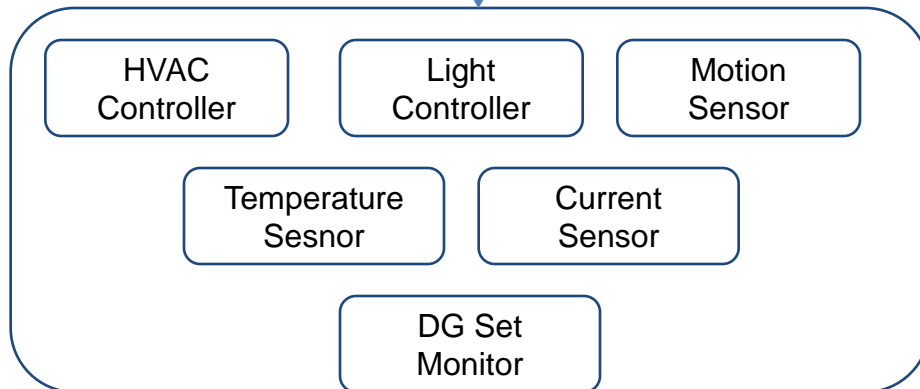 HVAC
Controller
Light
Controller
Motion
Sensor
Temperature
Sesnor
Current
Sensor
DG Set
Monitor